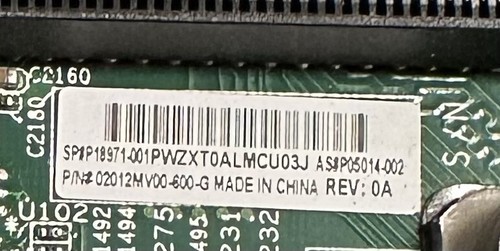 C2160
C2180
SP#P18971-001PWZXT0ALMCU03J AS#P05014-002
P/N# 02012MV00-600-G MADE IN CHINA REV: 0A
U102
1492
1494
275
495
231
232